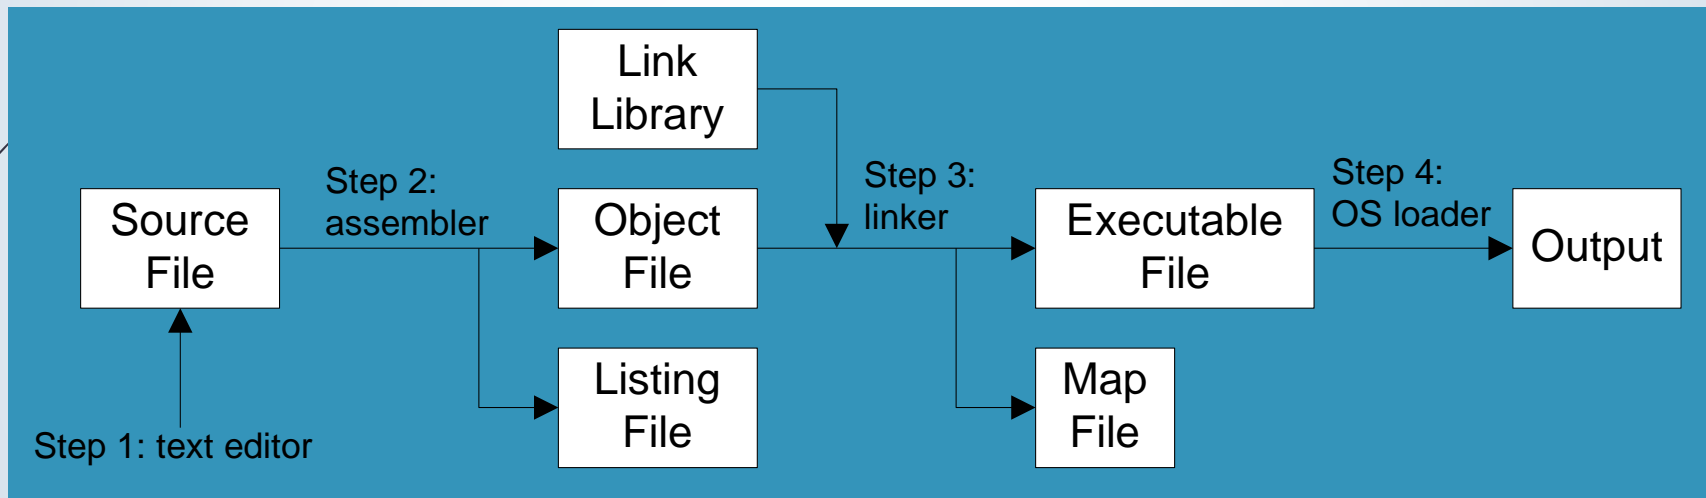 Link
Library
Step 2:
assembler
Step 3:
linker
Step 4:
OS loader
Source
File
Object
File
Executable
File
Output
Listing
File
Map
File
Step 1: text editor